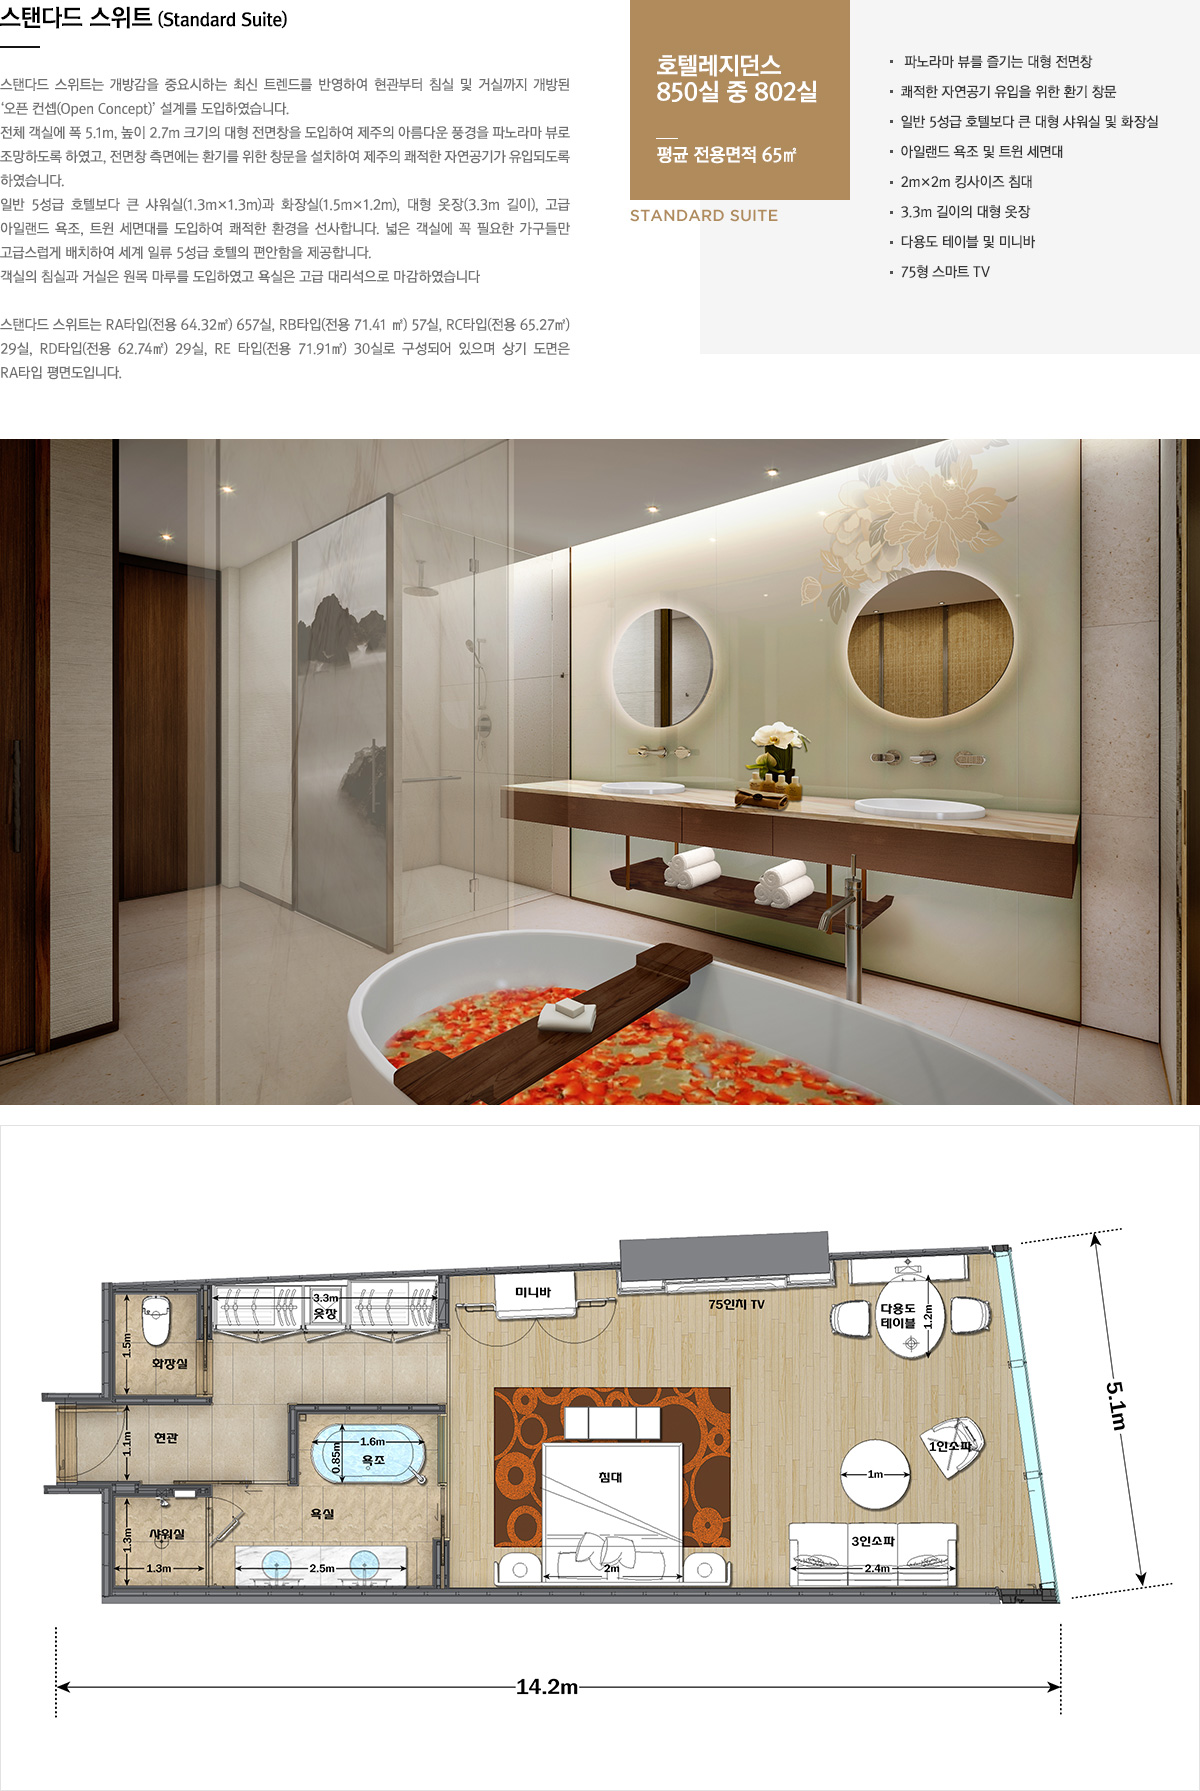 스탠다드 스위트 (Standard Suite)
스탠다드 스위트는 개방감을 중요시하는 최신 트렌드를 반영하여 현관부터 침실 및 거실까지 개방된
‘오픈 컨셉(Open Concept)’ 설계를 도입하였습니다.
전체 객실에 폭 5.1m, 높이 2.7m 크기의 대형 전면창을 도입하여 제주의 아름다운 풍경을 파노라마 뷰로
조망하도록 하였고, 전면창 측면에는 환기를 위한 창문을 설치하여 제주의 쾌적한 자연공기가 유입되도록
하였습니다.
일반 5성급 호텔보다 큰 샤워실(1.3m×1.3m)과 화장실(1.5m×1.2m), 대형 옷장(3.3m 길이), 고급
아일랜드 욕조, 트윈 세면대를 도입하여 쾌적한 환경을 선사합니다. 넓은 객실에 꼭 필요한 가구들만
고급스럽게 배치하여 세계 일류 5성급 호텔의 편안함을 제공합니다.
객실의 침실과 거실은 원목 마루를 도입하였고 욕실은 고급 대리석으로 마감하였습니다
스탠다드 스위트는 RA타입(전용 64.32㎡) 657실, RB타입(전용 71.41 ㎡) 57실, RC타입(전용 65.27㎡)
29실, RD타입(전용 62.74㎡) 29실, RE 타입(전용 71.91㎡) 30실로 구성되어 있으며 상기 도면은
RA타입 평면도입니다.
호텔레지던스
850실 중 802실
평균 전용면적 65㎡
STANDARD SUITE
· 파노라마 뷰를 즐기는 대형 전면창
· 쾌적한 자연공기 유입을 위한 환기 창문
· 일반 5성급 호텔보다 큰 대형 샤워실 및 화장실
· 아일랜드 욕조 및 트윈 세면대
· 2m×2m 킹사이즈 침대
· 3.3m 길이의 대형 옷장
· 다용도 테이블 및 미니바
· 75형 스마트 TV
미니바
3.3m
옷장
75인치 TV
다용도
테이블
1.2m
1.5m
화장실
5.1m
현관
1.1m
1.6m
0.85m
욕조
1인소파
1m
침대
욕실
샤워실
1.3m
1.3m
2.5m
2m
3인소파
2.4m
14.2m